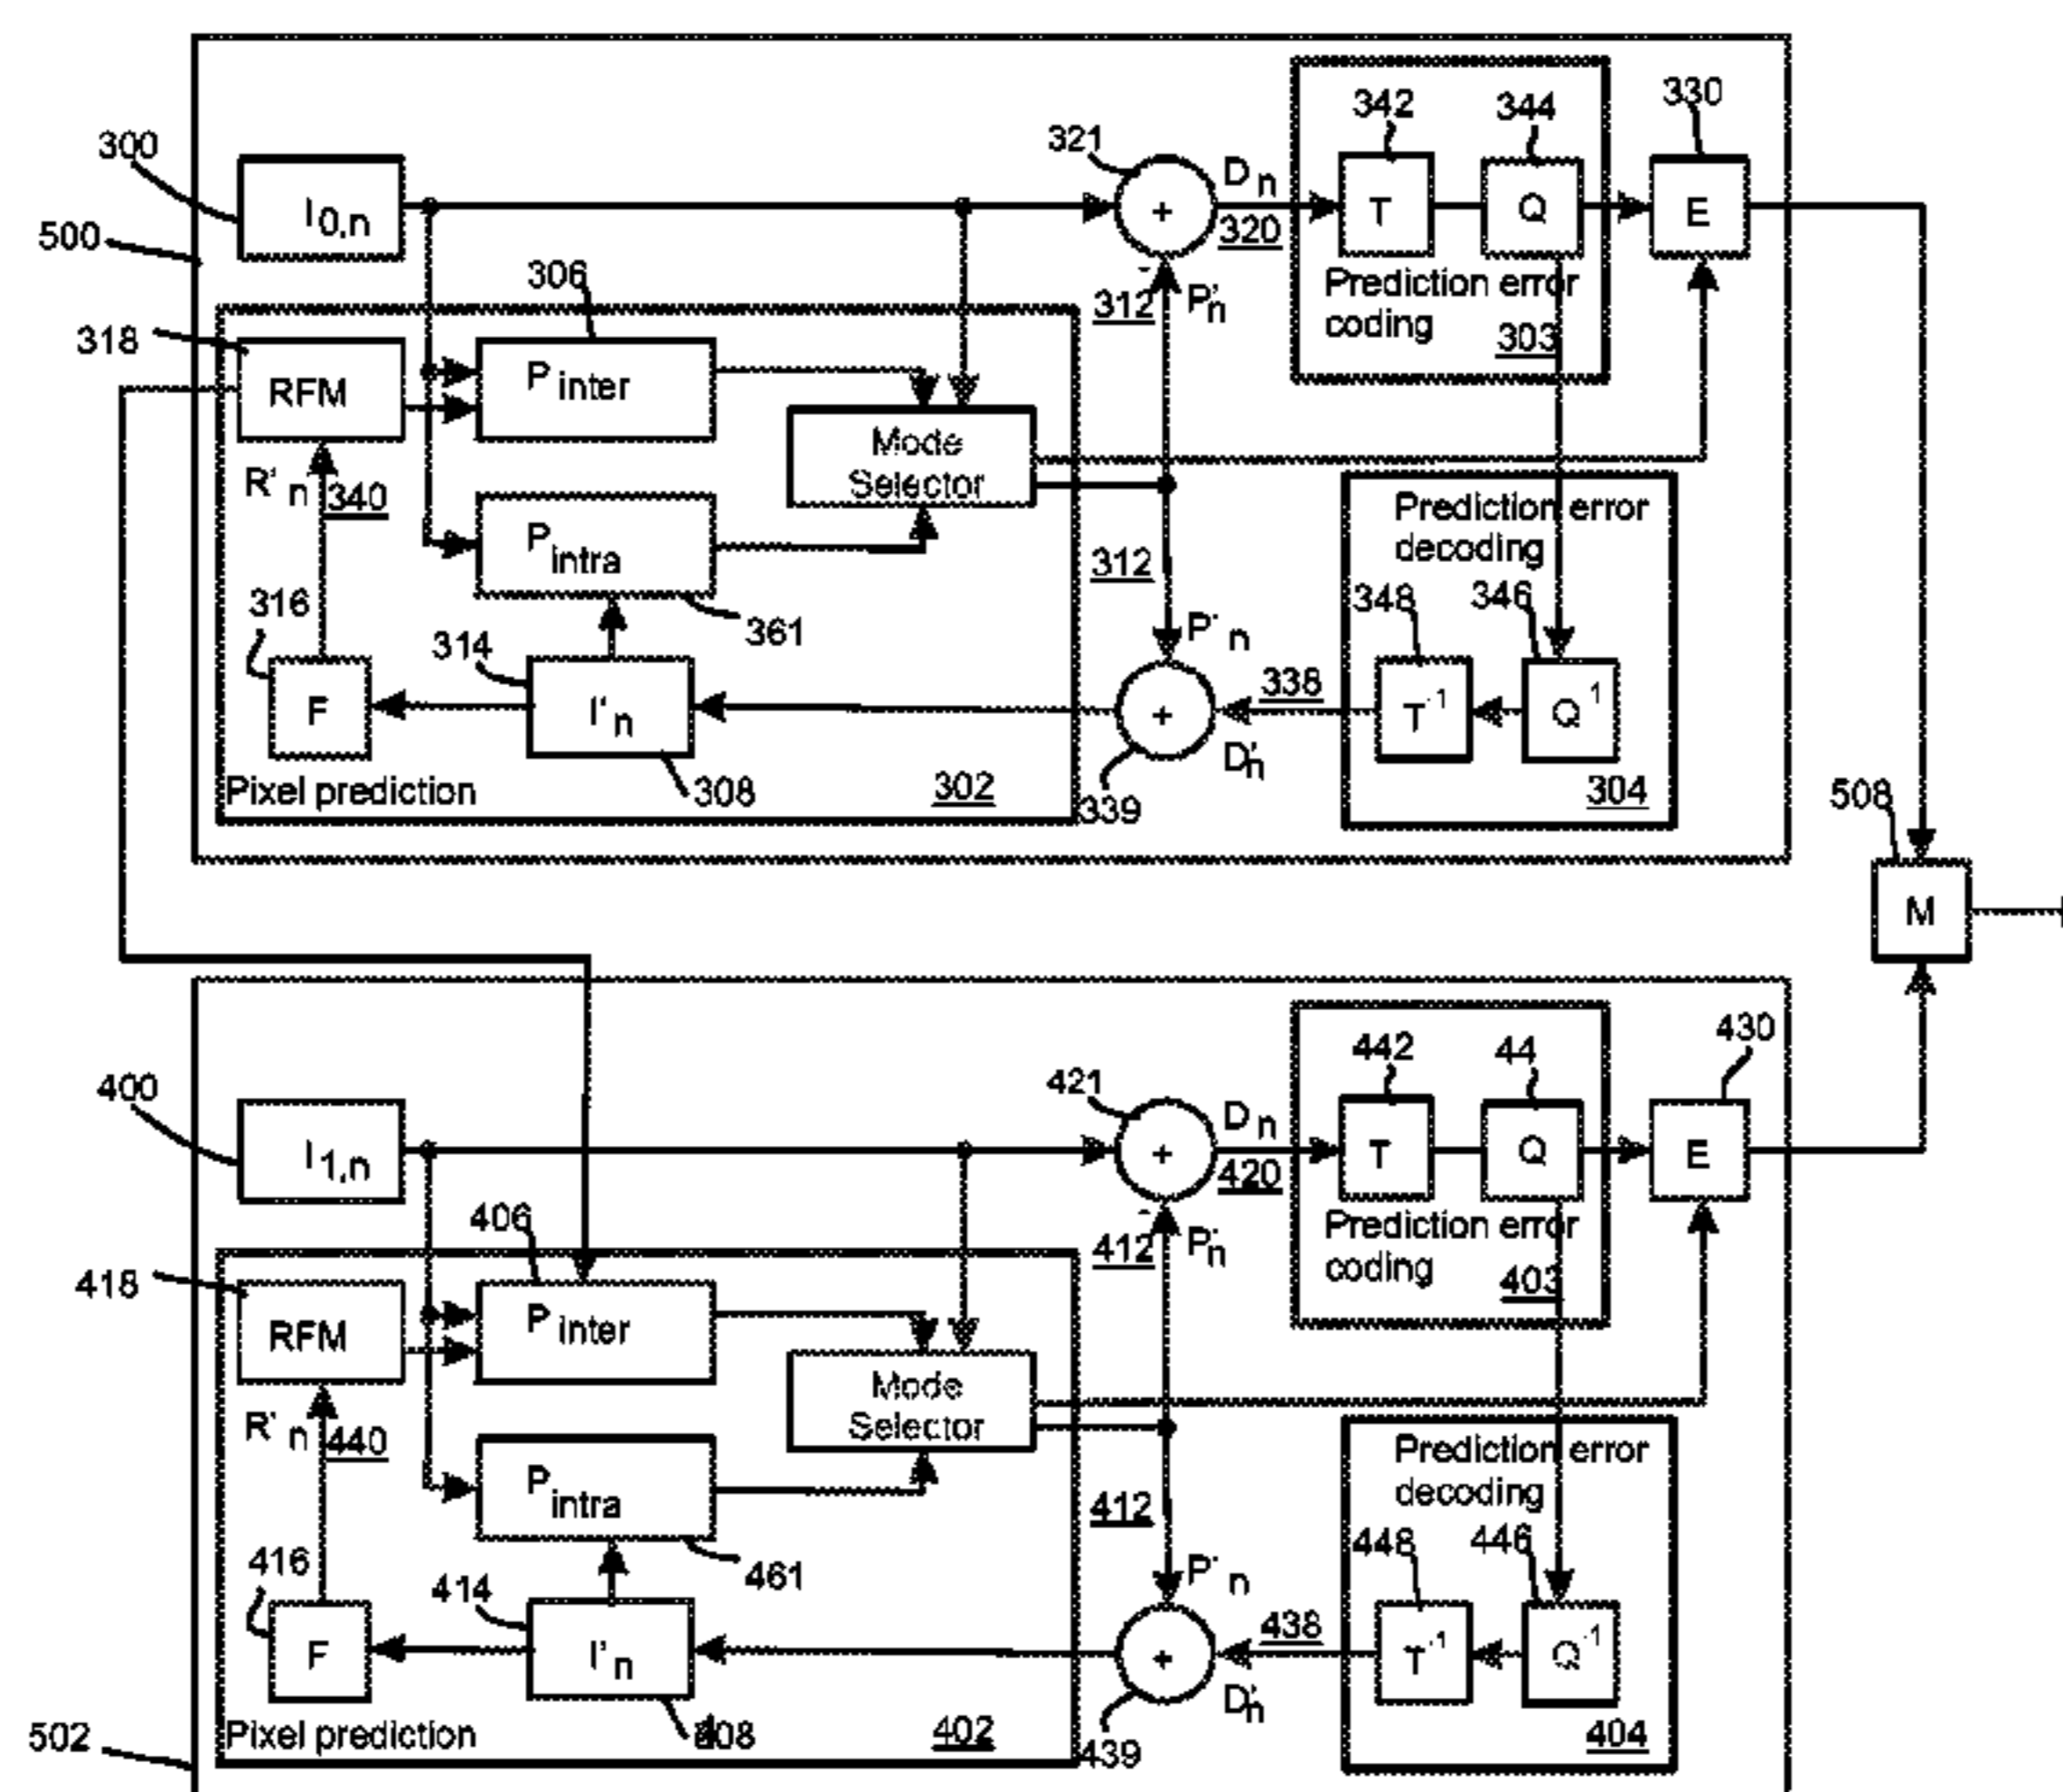 300
I0,n
500
321
Dn
320
342
344
330
T
Q
E
Prediction error
coding
303
306
312
P'n
318
RFM
Pinter
Mode
Selector
R'n
340
Pintra
312
Prediction error
decoding
316
314
361
P'n
348
346
F
I'n
338
T-1
Q-1
D'n
Pixel prediction
308
302
339
304
508
M
400
I1,n
421
Dn
420
442
44
430
T
Q
E
Prediction error
coding
403
406
412
P'n
418
RFM
Pinter
Mode
Selector
R'n
440
Pintra
412
Prediction error
decoding
416
414
461
P'n
448
446
F
I'n
438
T-1
Q-1
D'n
502
Pixel prediction
408
402
439
404